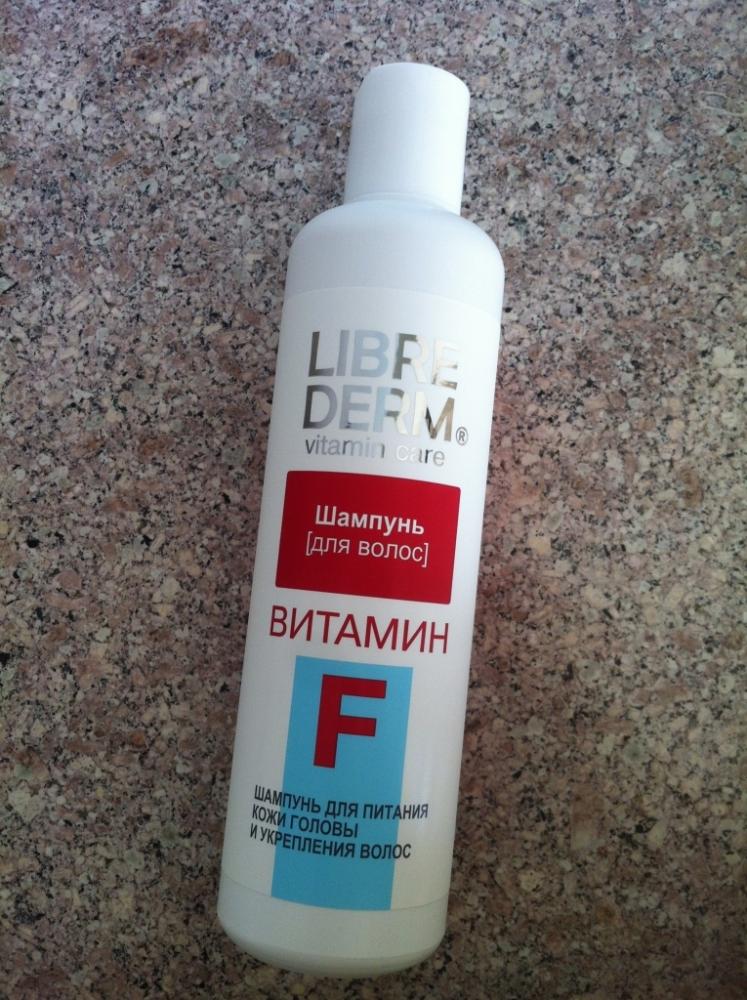 LIBRE
DERM®
vitamin care
Шампунь
[для волос]
ВИТАМИН
F
ШАМПУНЬ ДЛЯ ПИТАНИЯ
КОЖИ ГОЛОВЫ
И УКРЕПЛЕНИЯ ВОЛОС